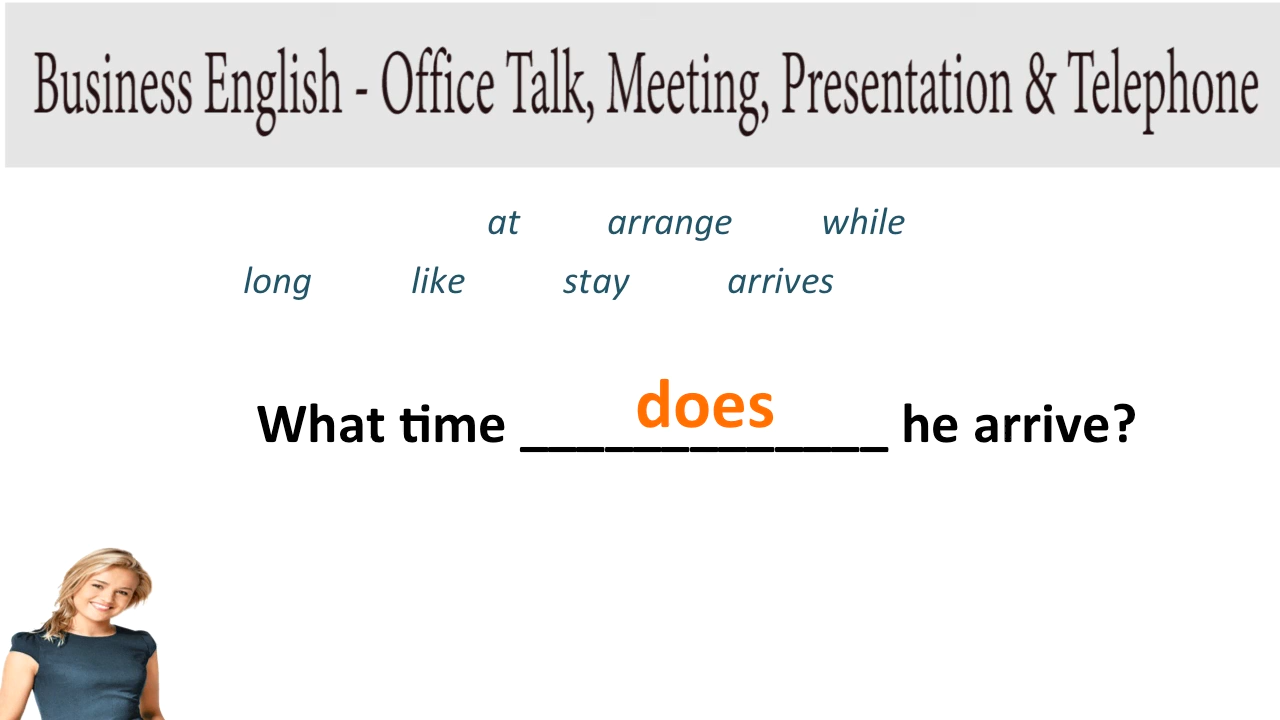 Business English - Office Talk, Meeting, Presentation & Telephone
at arrange while
long like stay arrives
What time _____________ he arrive?
does